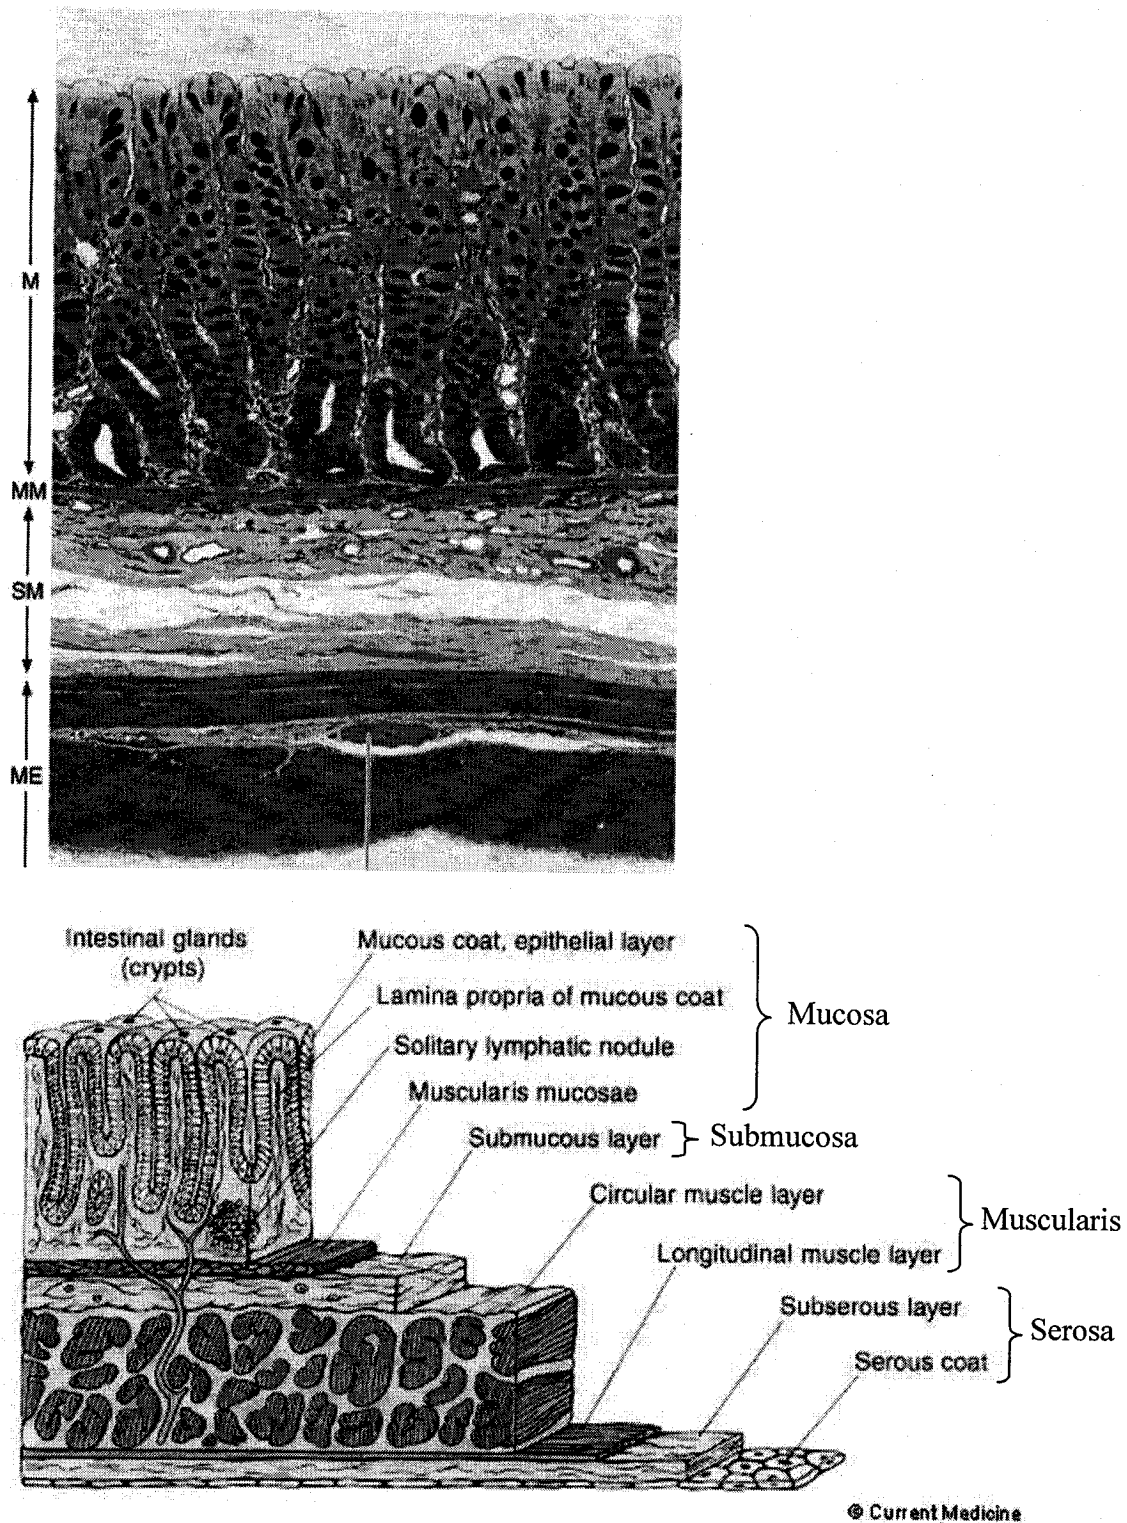 M
MM
SM
ME
Intestinal glands
(crypts)
Mucous coat, epithelial layer
Lamina propria of mucous coat
Mucosa
Solitary lymphatic nodule
Muscularis mucosae
Submucous layer
Submucosa
Circular muscle layer
Muscularis
Longitudinal muscle layer
Subserous layer
Serosa
Serous coat
© Current Medicine